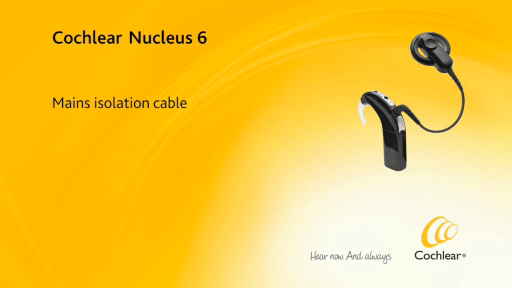 Cochlear Nucleus 6
Mains isolation cable
Hear now. And always
Cochlear®